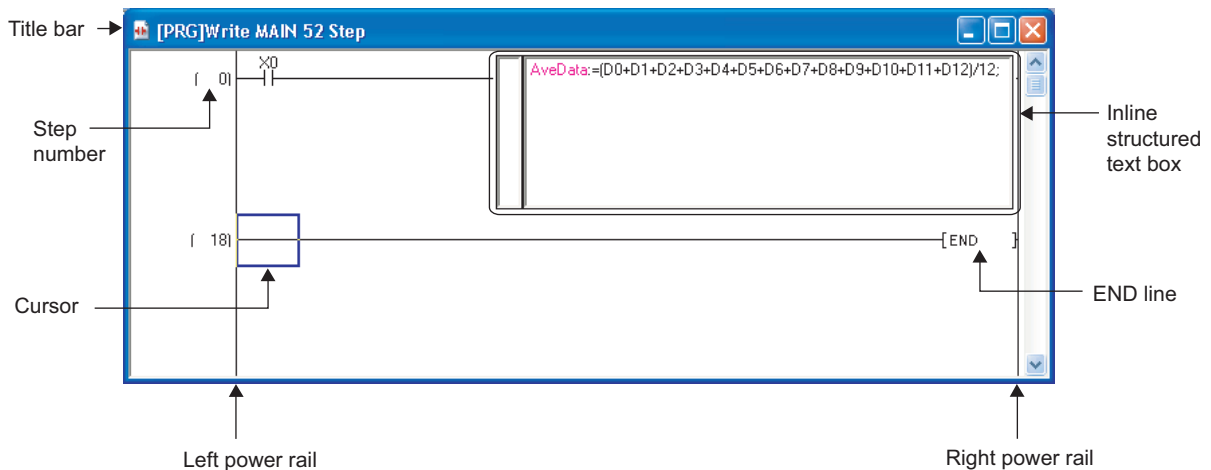 Title bar
[PRG]Write MAIN 52 Step
X0
( 0)
AveData:=(D0+D1+D2+D3+D4+D5+D6+D7+D8+D9+D10+D11+D12)/12;
Step
number
Inline
structured
text box
( 18)
[END ]
Cursor
END line
Left power rail
Right power rail